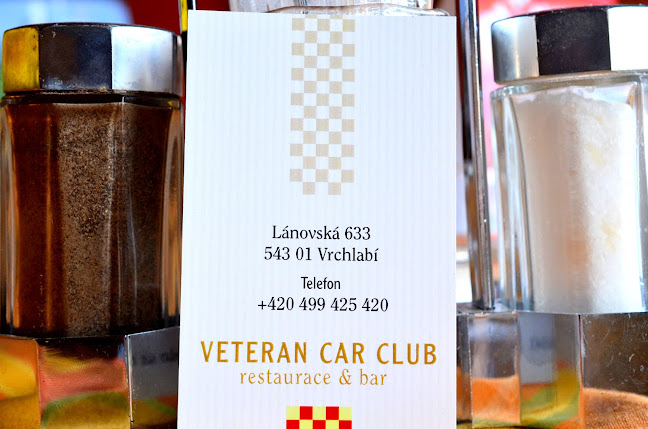 Lánovská 633
543 01 Vrchlabí
Telefon
+420 499 425 420
VETERAN CAR CLUB
restaurace & bar